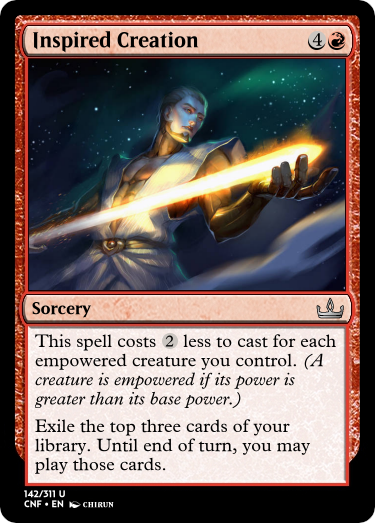 Inspired Creation 4
Sorcery
This spell costs 2 less to cast for each
empowered creature you control. (A
creature is empowered if its power is
greater than its base power.)
Exile the top three cards of your
library. Until end of turn, you may
play those cards.
142/311 U
CNF • EN CHIRUN